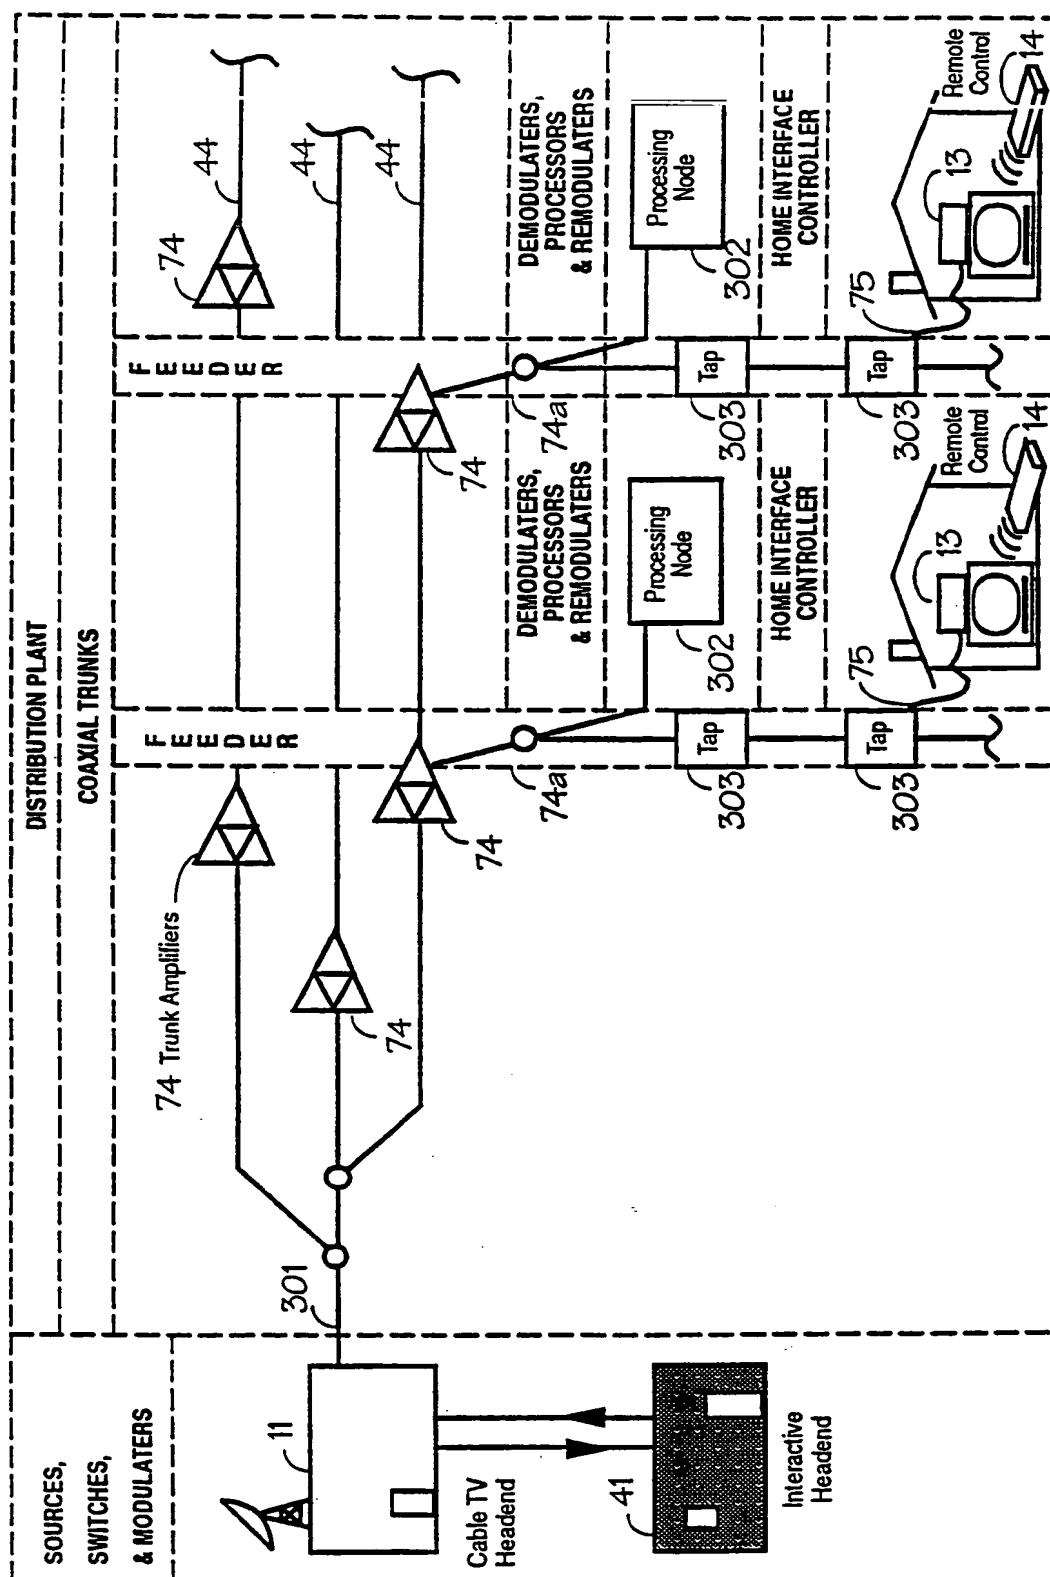 DISTRIBUTION PLANT
COAXIAL TRUNKS
SOURCES,
SWITCHES,
& MODULATERS
11
Cable TV
Headend
41
Interactive
Headend
301
74 Trunk Amplifiers
74
74
FEEDER
74a
303
Tap
303
Tap
DEMODULATERS,
PROCESSORS
& REMODULATERS
302
Processing
Node
HOME INTERFACE
CONTROLLER
75
13
Remote
Control
14
74
FEEDER
74a
303
Tap
303
Tap
74
44
44
44
DEMODULATERS,
PROCESSORS
& REMODULATERS
302
Processing
Node
HOME INTERFACE
CONTROLLER
75
13
Remote
Control
14